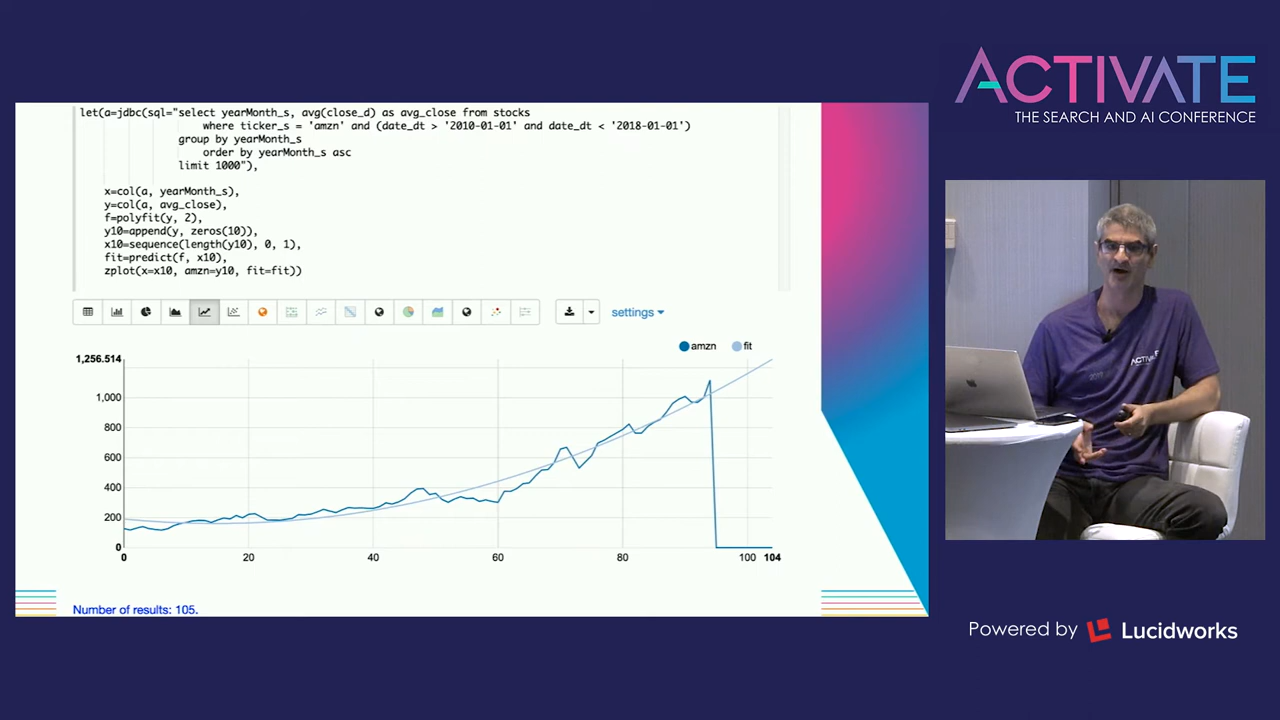 ACTIVATE
THE SEARCH AND AI CONFERENCE
let(a=jdbc(sql="select yearMonth_s, avg(close_d) as avg_close from stocks
where ticker_s = 'amzn' and (date_dt > '2010-01-01' and date_dt < '2018-01-01')
group by yearMonth_s
order by yearMonth_s asc
limit 1000"),
x=col(a, yearMonth_s),
y=col(a, avg_close),
f=polyfit(y, 2),
y10=append(y, zeros(10)),
x10=sequence(length(y10), 0, 1),
fit=predict(f, x10),
zplot(x=x10, amzn=y10, fit=fit))
settings
amzn fit
1,256.514
1,000
800
600
400
200
0
0 20 40 60 80 100 104
Number of results: 105.
Powered by Lucidworks